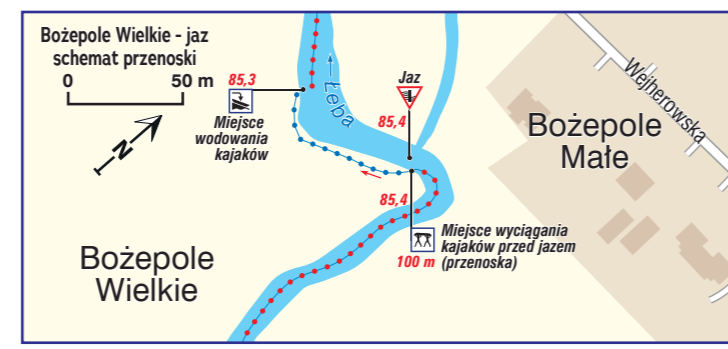 Bożepole Wielkie - jaz
schemat przenoski
0 50 m
N
85,3
Miejsce
wodowania
kajaków
Łeba
Jaz
85,4
Wejherowska
Bożepole
Małe
85,4
Miejsce wyciągania
kajaków przed jazem
(przenoska)
100 m
Bożepole
Wielkie